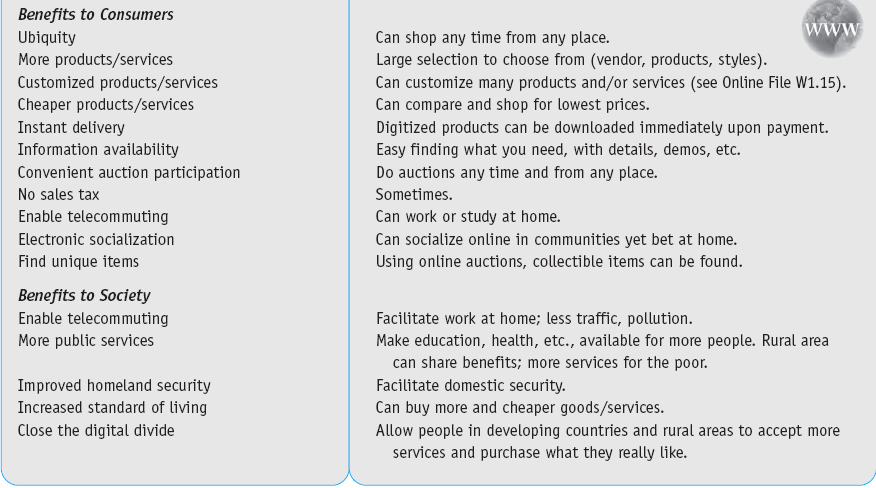 Benefits to Consumers
WWW
Ubiquity Can shop any time from any place.
More products/services Large selection to choose from (vendor, products, styles).
Customized products/services Can customize many products and/or services (see Online File W1.15).
Cheaper products/services Can compare and shop for lowest prices.
Instant delivery Digitized products can be downloaded immediately upon payment.
Information availability Easy finding what you need, with details, demos, etc.
Convenient auction participation Do auctions any time and from any place.
No sales tax Sometimes.
Enable telecommuting Can work or study at home.
Electronic socialization Can socialize online in communities yet bet at home.
Find unique items Using online auctions, collectible items can be found.
Benefits to Society
Enable telecommuting Facilitate work at home; less traffic, pollution.
More public services Make education, health, etc., available for more people. Rural area
can share benefits; more services for the poor.
Improved homeland security Facilitate domestic security.
Increased standard of living Can buy more and cheaper goods/services.
Close the digital divide Allow people in developing countries and rural areas to accept more
services and purchase what they really like.